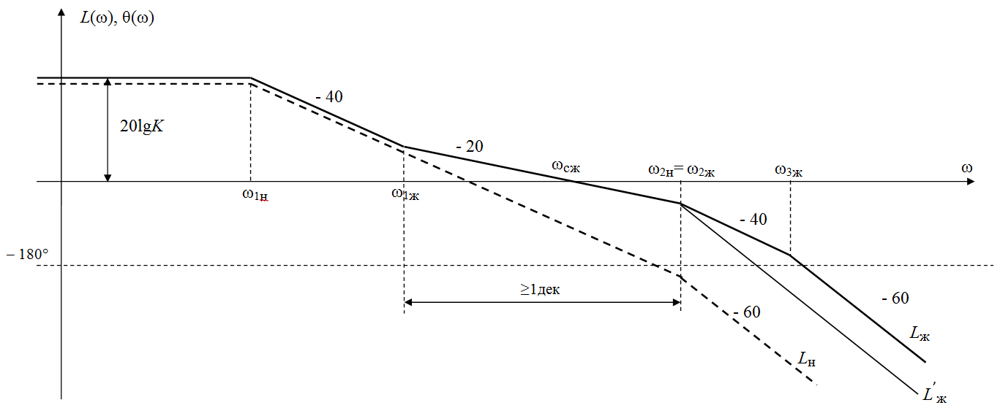 L(ω), θ(ω)
- 40
20lgK
- 20
ωсж
ω2н= ω2ж
ω3ж
ω
ω1н
ω1ж
- 40
– 180°
≥1дек
- 60
- 60
Lж
Lн
L′ж